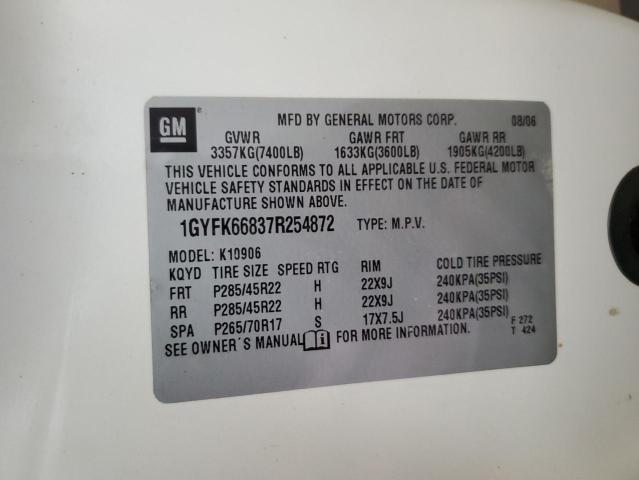 GM ® MFD BY GENERAL MOTORS CORP. 08/06
GVWR GAWR FRT GAWR RR
3357KG(7400LB) 1633KG(3600LB) 1905KG(4200LB)
THIS VEHICLE CONFORMS TO ALL APPLICABLE U.S. FEDERAL MOTOR
VEHICLE SAFETY STANDARDS IN EFFECT ON THE DATE OF
MANUFACTURE SHOWN ABOVE.
1GYFK66837R254872 TYPE: M.P.V.
MODEL: K10906
KQYD TIRE SIZE SPEED RTG RIM COLD TIRE PRESSURE
FRT P285/45R22 H 22X9J 240KPA(35PSI)
RR P285/45R22 H 22X9J 240KPA(35PSI)
SPA P265/70R17 S 17X7.5J 240KPA(35PSI) F 272
SEE OWNER'S MANUAL i FOR MORE INFORMATION. T 424